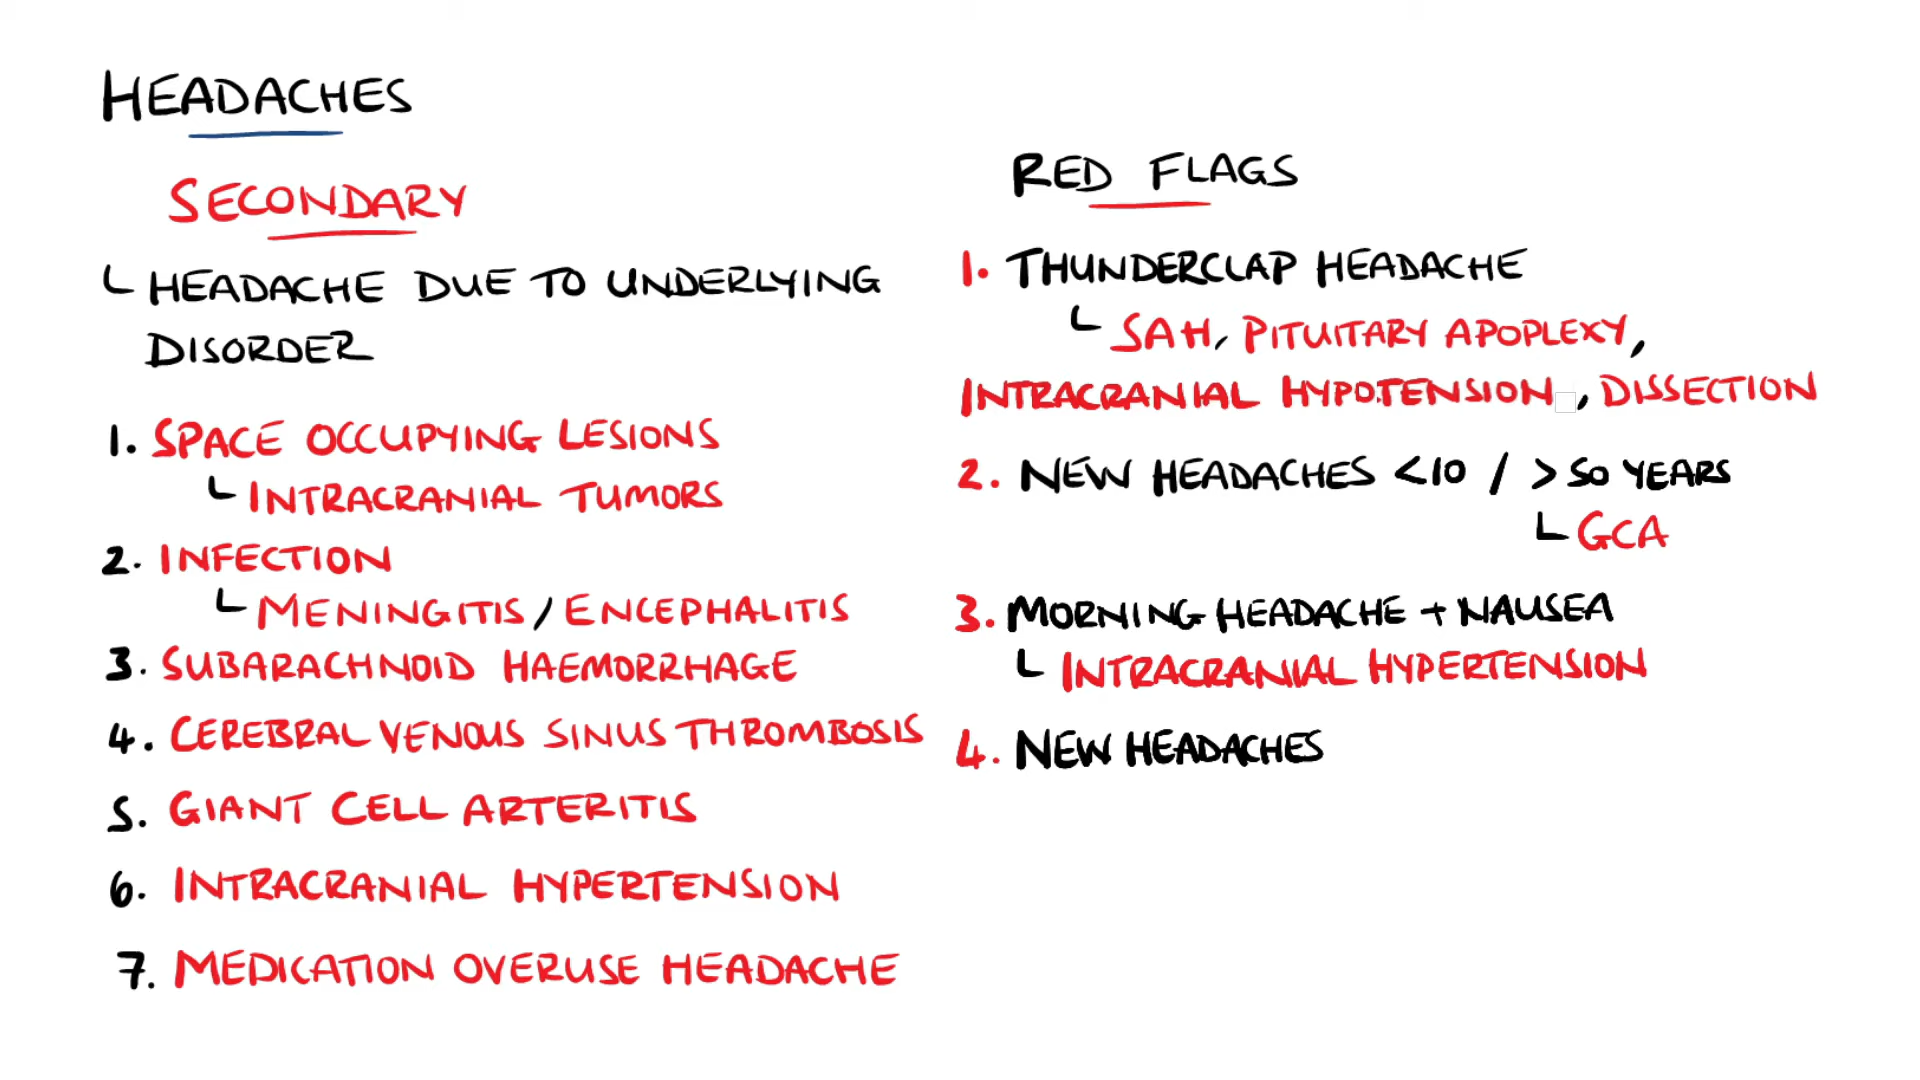 HEADACHES
SECONDARY
HEADACHE DUE TO UNDERLYING
DISORDER
1. SPACE OCCUPYING LESIONS
INTRACRANIAL TUMORS
2. INFECTION
MENINGITIS / ENCEPHALITIS
3. SUBARACHNOID HAEMORRHAGE
4. CEREBRAL VENOUS SINUS THROMBOSIS
5. GIANT CELL ARTERITIS
6. INTRACRANIAL HYPERTENSION
7. MEDICATION OVERUSE HEADACHE
RED FLAGS
1. THUNDERCLAP HEADACHE
SAH, PITUITARY APOPLEXY,
INTRACRANIAL HYPOTENSION, DISSECTION
2. NEW HEADACHES <10 / >50 YEARS
GCA
3. MORNING HEADACHE + NAUSEA
INTRACRANIAL HYPERTENSION
4. NEW HEADACHES